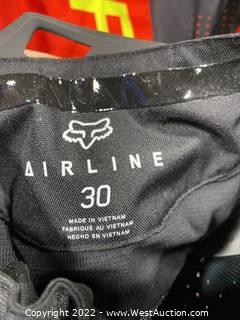 AIRLINE
30
MADE IN VIETNAM
FABRIQUÉ AU VIETNAM
HECHO EN VIETNAM
Copyright 2022 - www.WestAuction.com